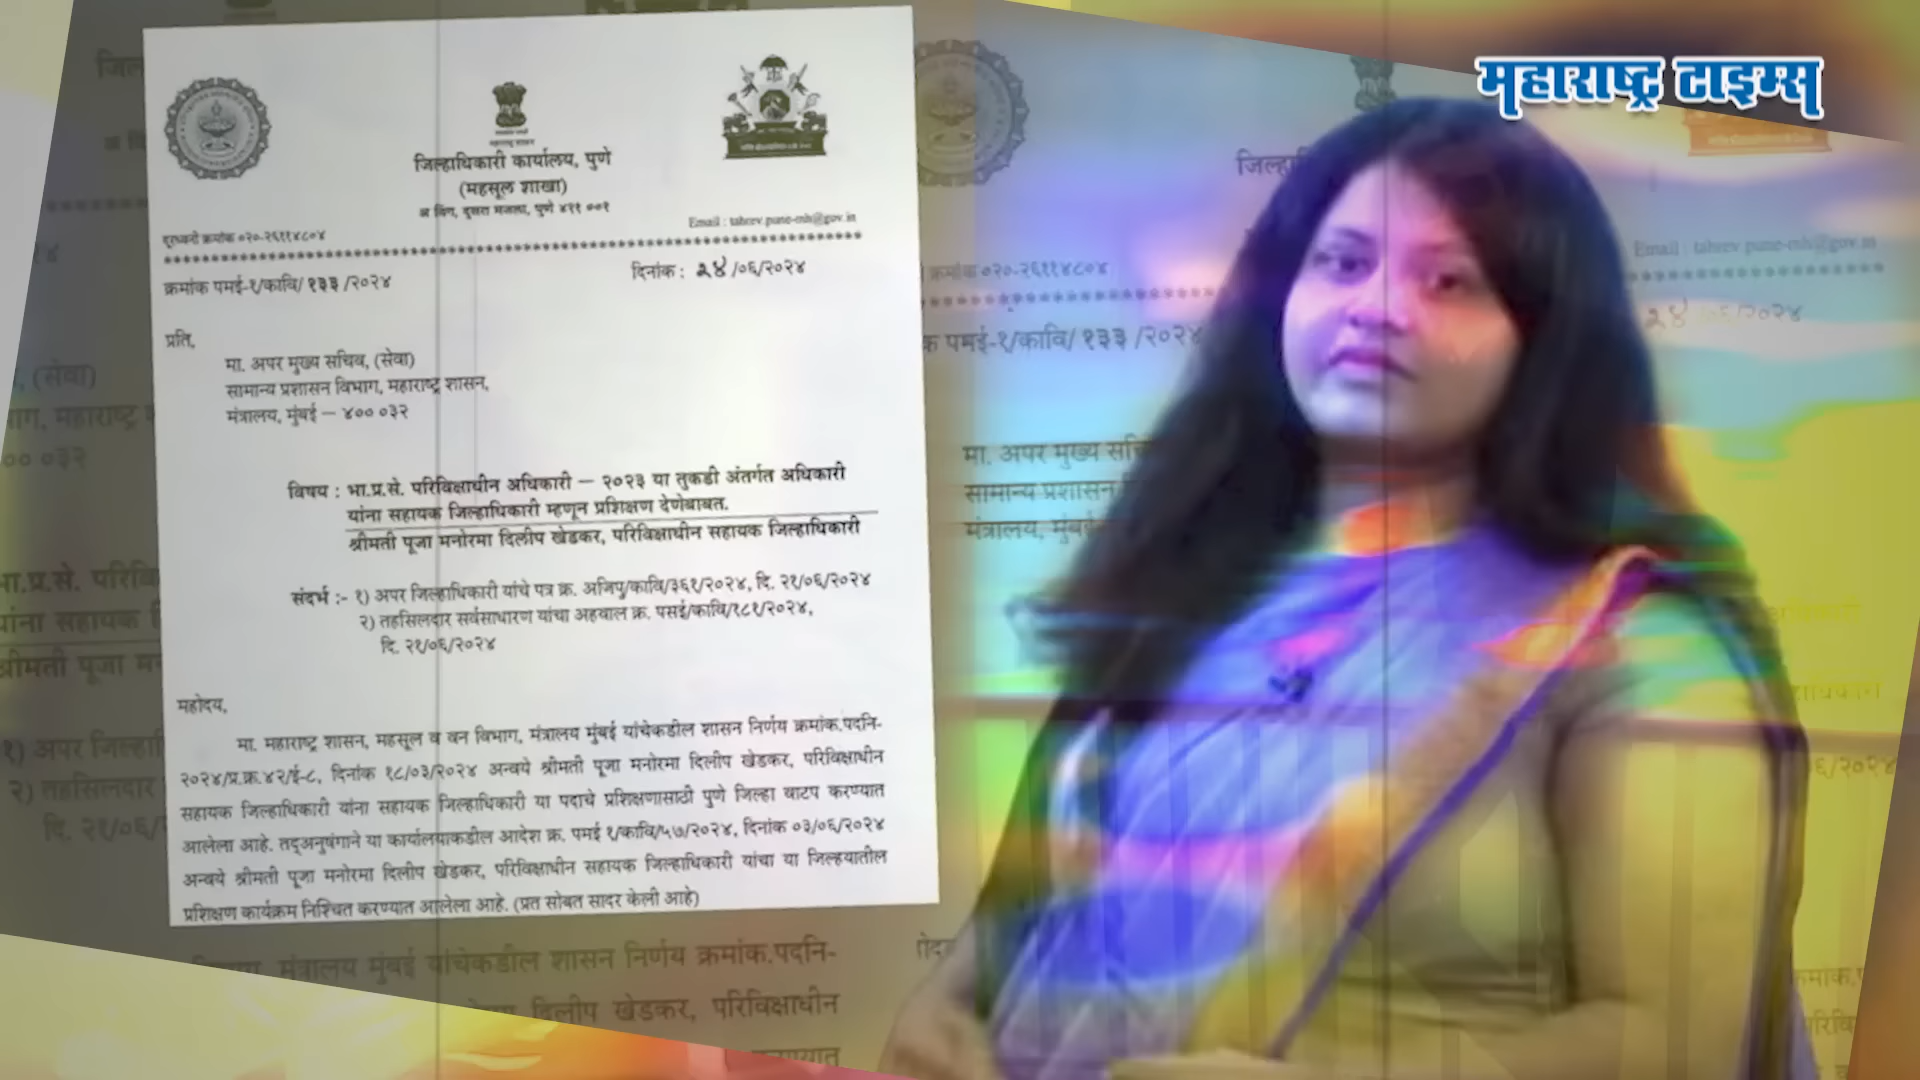 महाराष्ट्र टाइम्स
जिल्हाधिकारी कार्यालय, पुणे
(महसूल शाखा)
अ विंग, दुसरा मजला, पुणे ४११ ००१
दूरध्वनी क्रमांक ०२०-२६११४८०४
Email : tahrev.pune-mh@gov.in
क्रमांक पमई-१/कावि/ १३३ /२०२४
दिनांक : २४ /०६/२०२४
प्रति,
मा. अपर मुख्य सचिव, (सेवा)
सामान्य प्रशासन विभाग, महाराष्ट्र शासन,
मंत्रालय, मुंबई – ४०० ०३२
विषय : भा.प्र.से. परिविक्षाधीन अधिकारी – २०२३ या तुकडी अंतर्गत अधिकारी
यांना सहायक जिल्हाधिकारी म्हणून प्रशिक्षण देणेबाबत.
श्रीमती पूजा मनोरमा दिलीप खेडकर, परिविक्षाधीन सहायक जिल्हाधिकारी
संदर्भ :- १) अपर जिल्हाधिकारी यांचे पत्र क्र. अजिपु/कावि/३६१/२०२४, दि. २१/०६/२०२४
२) तहसिलदार सर्वसाधारण यांचा अहवाल क्र. पसई/कावि/१८१/२०२४,
दि. २१/०६/२०२४
महोदय,
मा. महाराष्ट्र शासन, महसूल व वन विभाग, मंत्रालय मुंबई यांचेकडील शासन निर्णय क्रमांक.पदनि-
२०२४/प्र.क्र.४२/ई-८, दिनांक १८/०३/२०२४ अन्वये श्रीमती पूजा मनोरमा दिलीप खेडकर, परिविक्षाधीन
सहायक जिल्हाधिकारी यांना सहायक जिल्हाधिकारी या पदाचे प्रशिक्षणासाठी पुणे जिल्हा वाटप करण्यात
आलेला आहे. तद्अनुषंगाने या कार्यालयाकडील आदेश क्र. पमई १/कावि/५७/२०२४, दिनांक ०३/०६/२०२४
अन्वये श्रीमती पूजा मनोरमा दिलीप खेडकर, परिविक्षाधीन सहायक जिल्हाधिकारी यांचा या जिल्हयातील
प्रशिक्षण कार्यक्रम निश्चित करण्यात आलेला आहे. (प्रत सोबत सादर केली आहे)